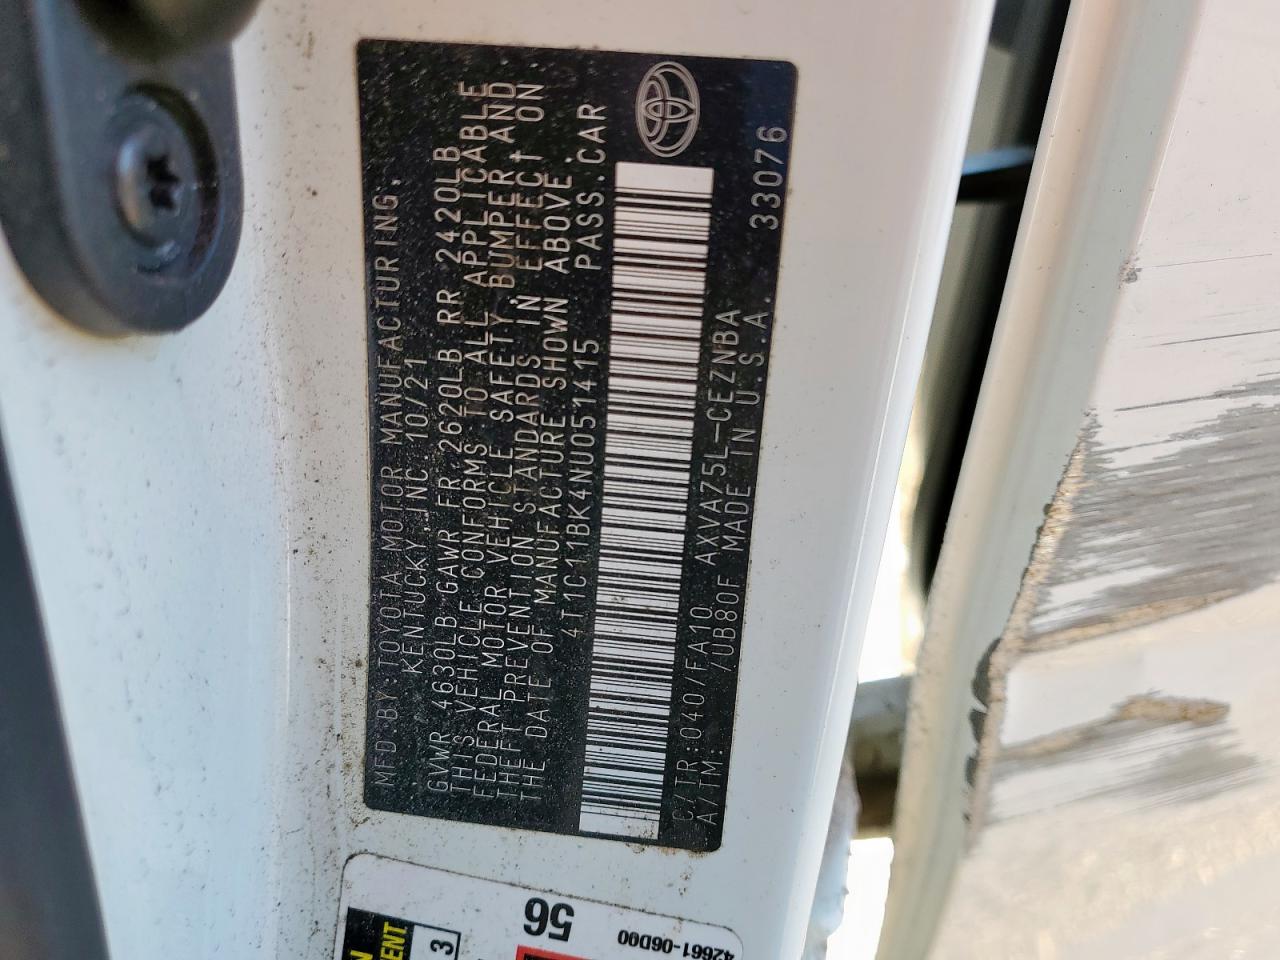 MFD.BY:TOYOTA MOTOR MANUFACTURING,
KENTUCKY,INC 10/21
GVWR 4630LB GAWR FR 2620LB RR 2420LB
THIS VEHICLE CONFORMS TO ALL APPLICABLE
FEDERAL MOTOR VEHICLE SAFETY, BUMPER, AND
THEFT PREVENTION STANDARDS IN EFFECT ON
THE DATE OF MANUFACTURE SHOWN ABOVE.
4T1C11BK4NU051415 PASS.CAR
C/TR:040/FA10 AXVA75L-CEZNBA
A/TM: /UB80F MADE IN U.S.A. 33076
56
42661-06D00
3